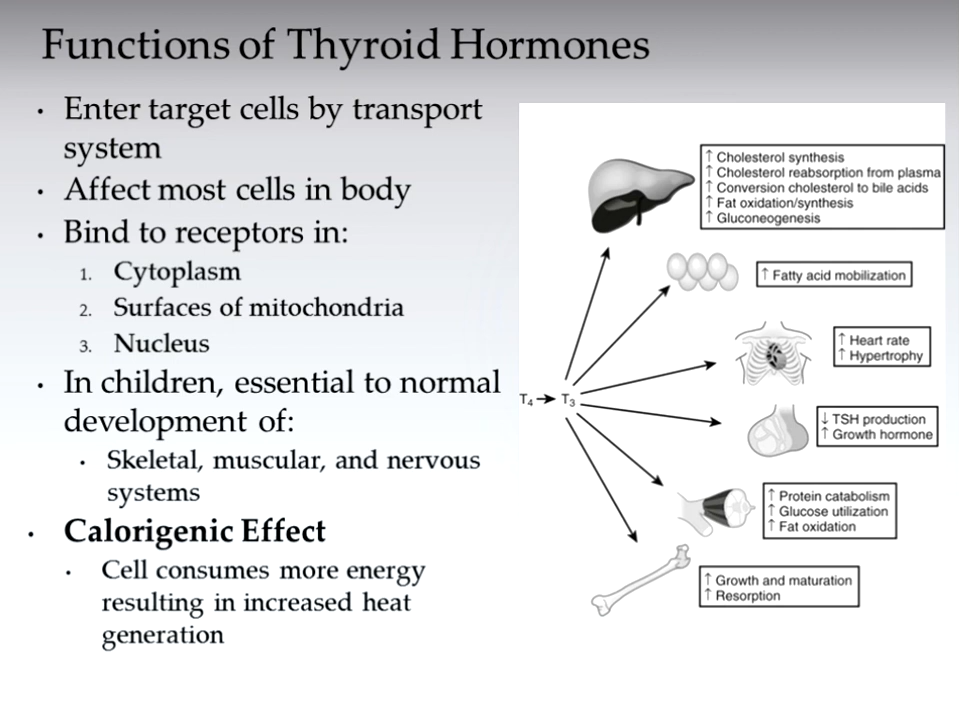 Functions of Thyroid Hormones
• Enter target cells by transport
system
• Affect most cells in body
• Bind to receptors in:
1. Cytoplasm
2. Surfaces of mitochondria
3. Nucleus
• In children, essential to normal
development of:
• Skeletal, muscular, and nervous
systems
• Calorigenic Effect
• Cell consumes more energy
resulting in increased heat
generation
↑ Cholesterol synthesis
↑ Cholesterol reabsorption from plasma
↑ Conversion cholesterol to bile acids
↑ Fat oxidation/synthesis
↑ Gluconeogenesis
↑ Fatty acid mobilization
↑ Heart rate
↑ Hypertrophy
T₄ → T₃
↓ TSH production
↑ Growth hormone
↑ Protein catabolism
↑ Glucose utilization
↑ Fat oxidation
↑ Growth and maturation
↑ Resorption